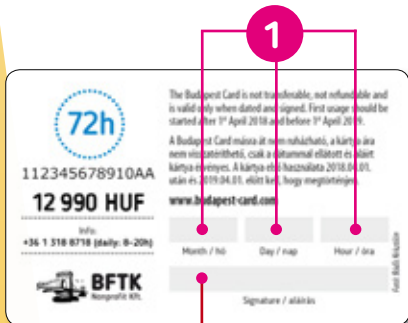 1
72h
112345678910AA
12 990 HUF
Info:
+36 1 318 8718 (daily: 8–20h)
BFTK
Nonprofit Kft.
The Budapest Card is not transferable, not refundable and
is valid only when dated and signed. First usage should be
started after 1st April 2018 and before 1st April 2019.
A Budapest Card másra át nem ruházható, a kártya ára
nem visszatéríthető, csak a dátummal ellátott és aláírt
kártya érvényes. A kártya első használata 2018.04.01.
után és 2019.04.01. előtt kell, hogy megtörténjen.
www.budapest-card.com
Month / hó
Day / nap
Hour / óra
Signature / aláírás